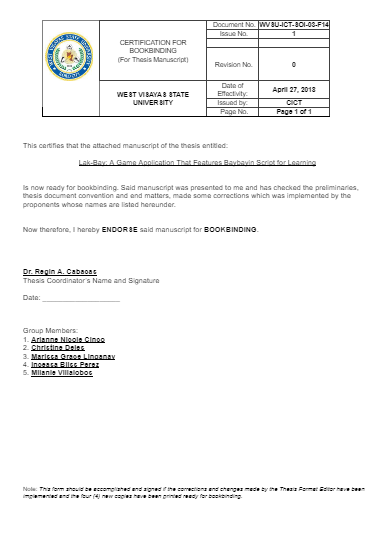 CERTIFICATION FOR
BOOKBINDING
(For Thesis Manuscript)
WEST VISAYAS STATE
UNIVERSITY
Document No. WVSU-ICT-SOI-03-F14
Issue No. 1
Revision No. 0
Date of
Effectivity: April 27, 2018
Issued by: CICT
Page No. Page 1 of 1
This certifies that the attached manuscript of the thesis entitled:
Lak-Bay: A Game Application That Features Baybayin Script for Learning
Is now ready for bookbinding. Said manuscript was presented to me and has checked the preliminaries,
thesis document convention and end matters, made some corrections which was implemented by the
proponents whose names are listed hereunder.
Now therefore, I hereby ENDORSE said manuscript for BOOKBINDING.
Dr. Regin A. Cabacas
Thesis Coordinator's Name and Signature
Date: ____________________
Group Members:
1. Arianne Nicole Cinco
2. Christine Deles
3. Marissa Grace Linganay
4. Incessa Bliss Perez
5. Milanie Villalobos
Note: This form should be accomplished and signed if the corrections and changes made by the Thesis Format Editor have been
implemented and the four (4) new copies have been printed ready for bookbinding.